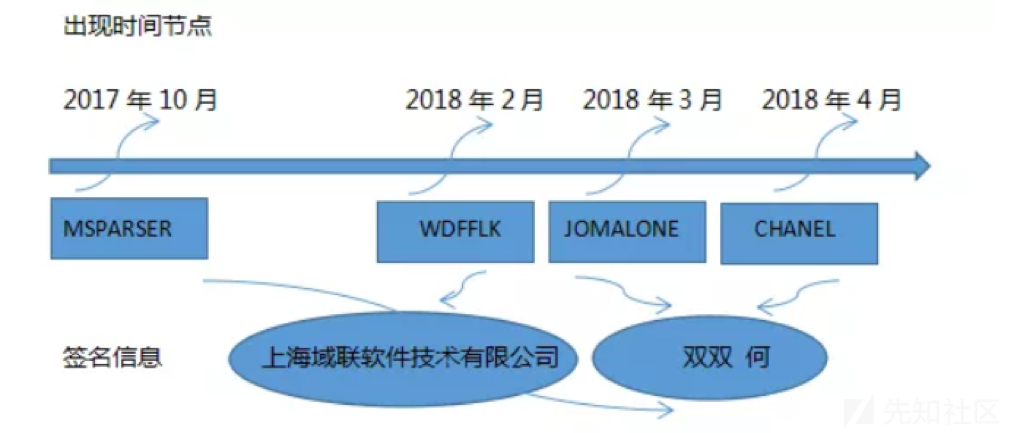 出现时间节点
2017 年 10 月 2018 年 2 月 2018 年 3 月 2018 年 4 月
MSPARSER WDFFLK JOMALONE CHANEL
签名信息 上海域联软件技术有限公司 双双 何
先知社区